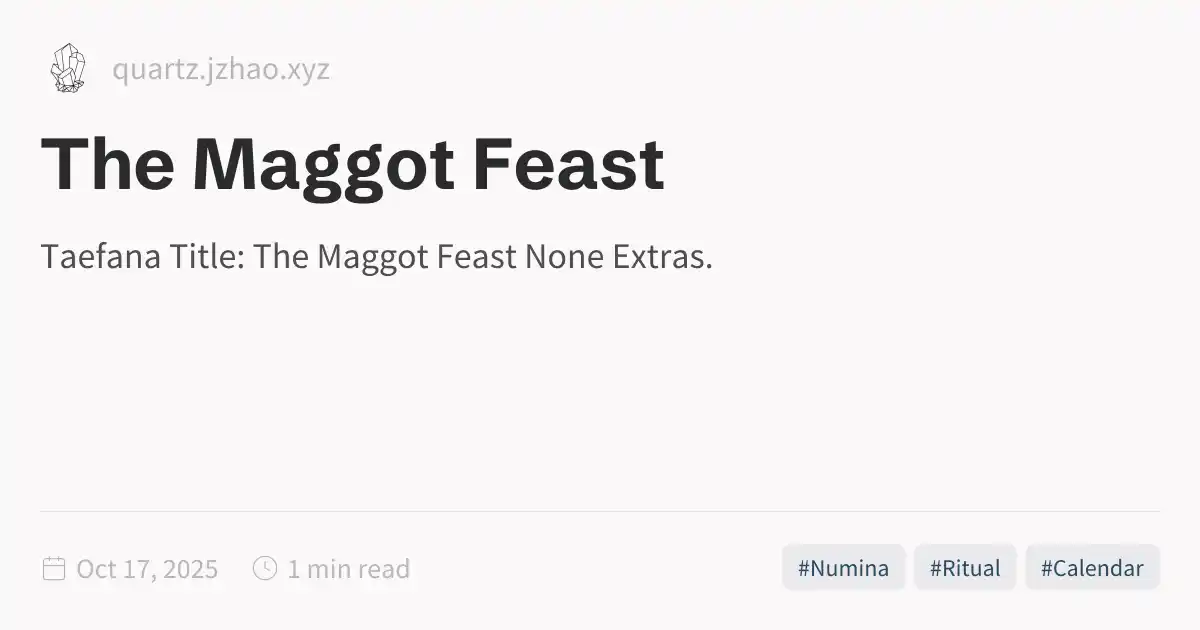 quartz.jzhao.xyz
The Maggot Feast
Taefana Title: The Maggot Feast None Extras.
Oct 17, 2025 1 min read #Numina #Ritual #Calendar